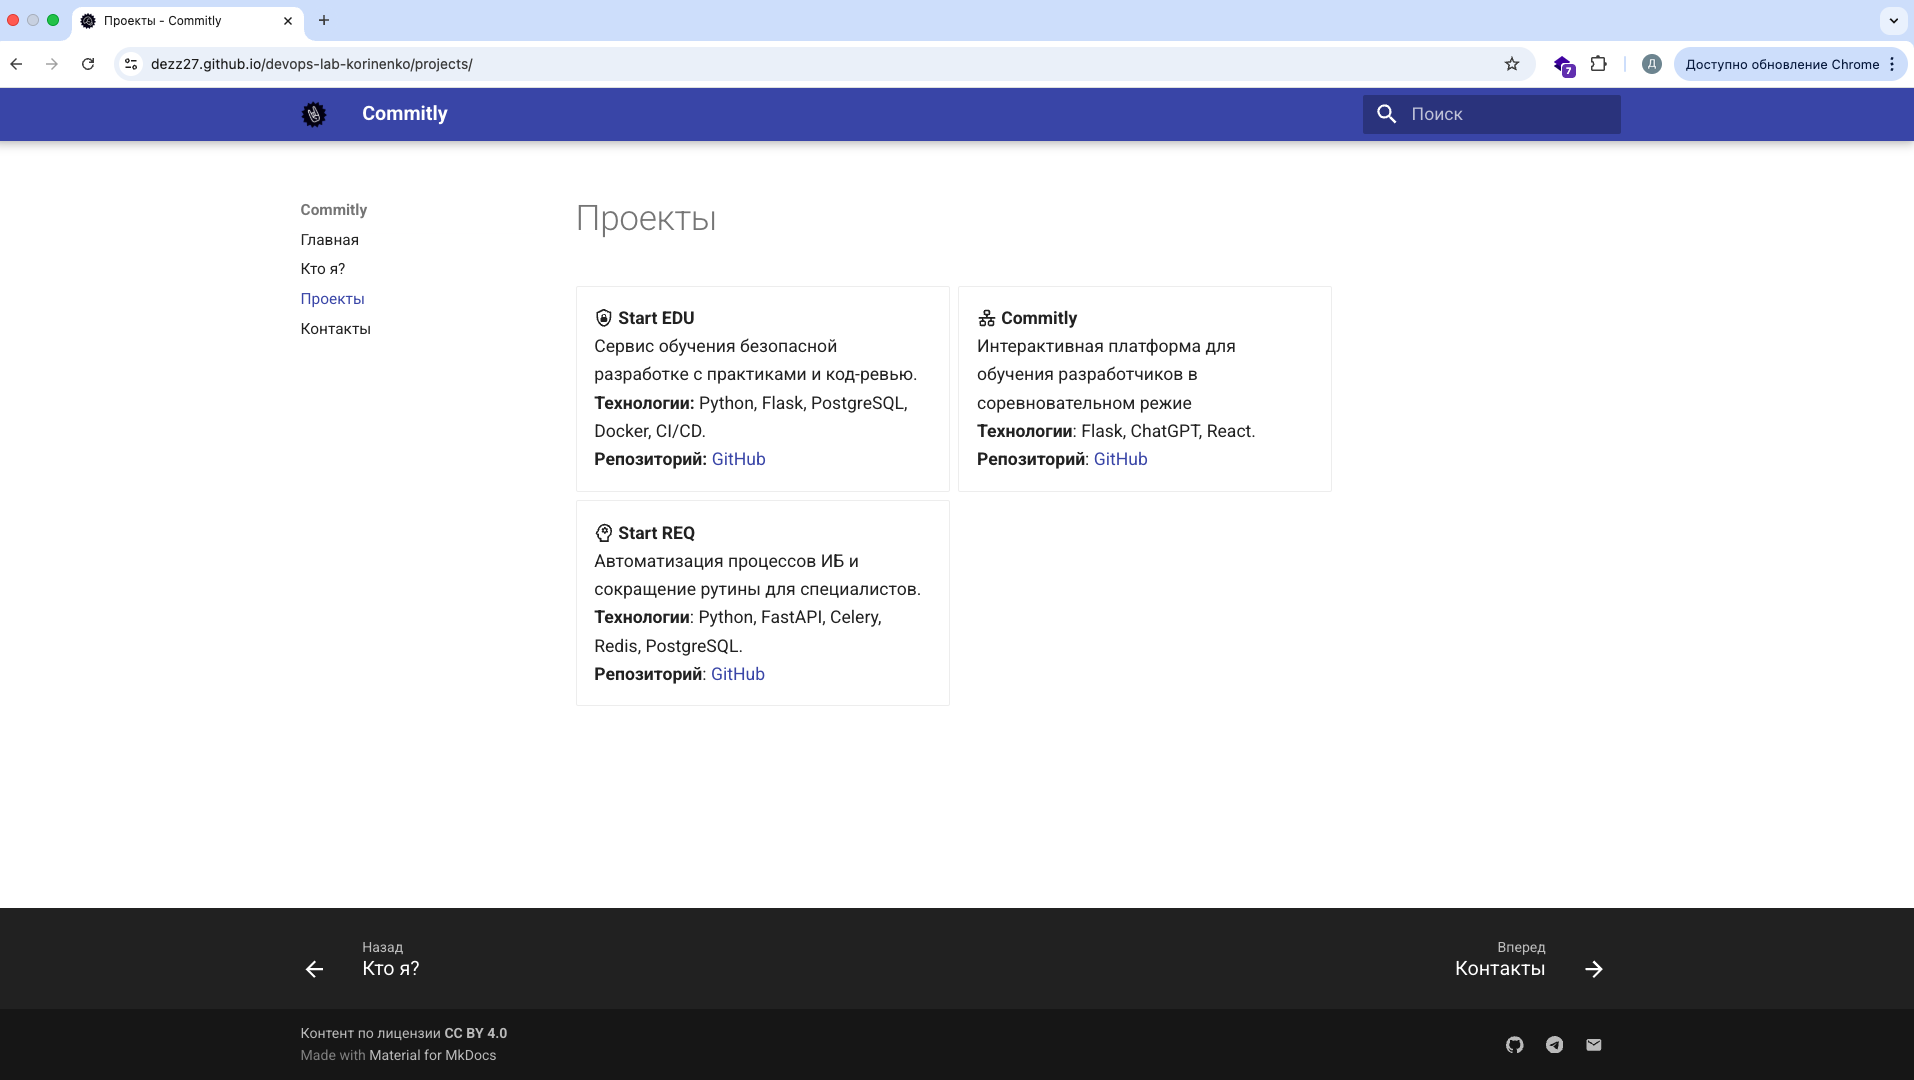 Проекты - Commitly
dezz27.github.io/devops-lab-korinenko/projects/
7
Д
Доступно обновление Chrome
Commitly
Поиск
Commitly
Главная
Кто я?
Проекты
Контакты
Проекты
Start EDU
Сервис обучения безопасной
разработке с практиками и код-ревью.
Технологии: Python, Flask, PostgreSQL,
Docker, CI/CD.
Репозиторий: GitHub
Commitly
Интерактивная платформа для
обучения разработчиков в
соревновательном режие
Технологии: Flask, ChatGPT, React.
Репозиторий: GitHub
Start REQ
Автоматизация процессов ИБ и
сокращение рутины для специалистов.
Технологии: Python, FastAPI, Celery,
Redis, PostgreSQL.
Репозиторий: GitHub
Назад
Кто я?
Вперед
Контакты
Контент по лицензии CC BY 4.0
Made with Material for MkDocs